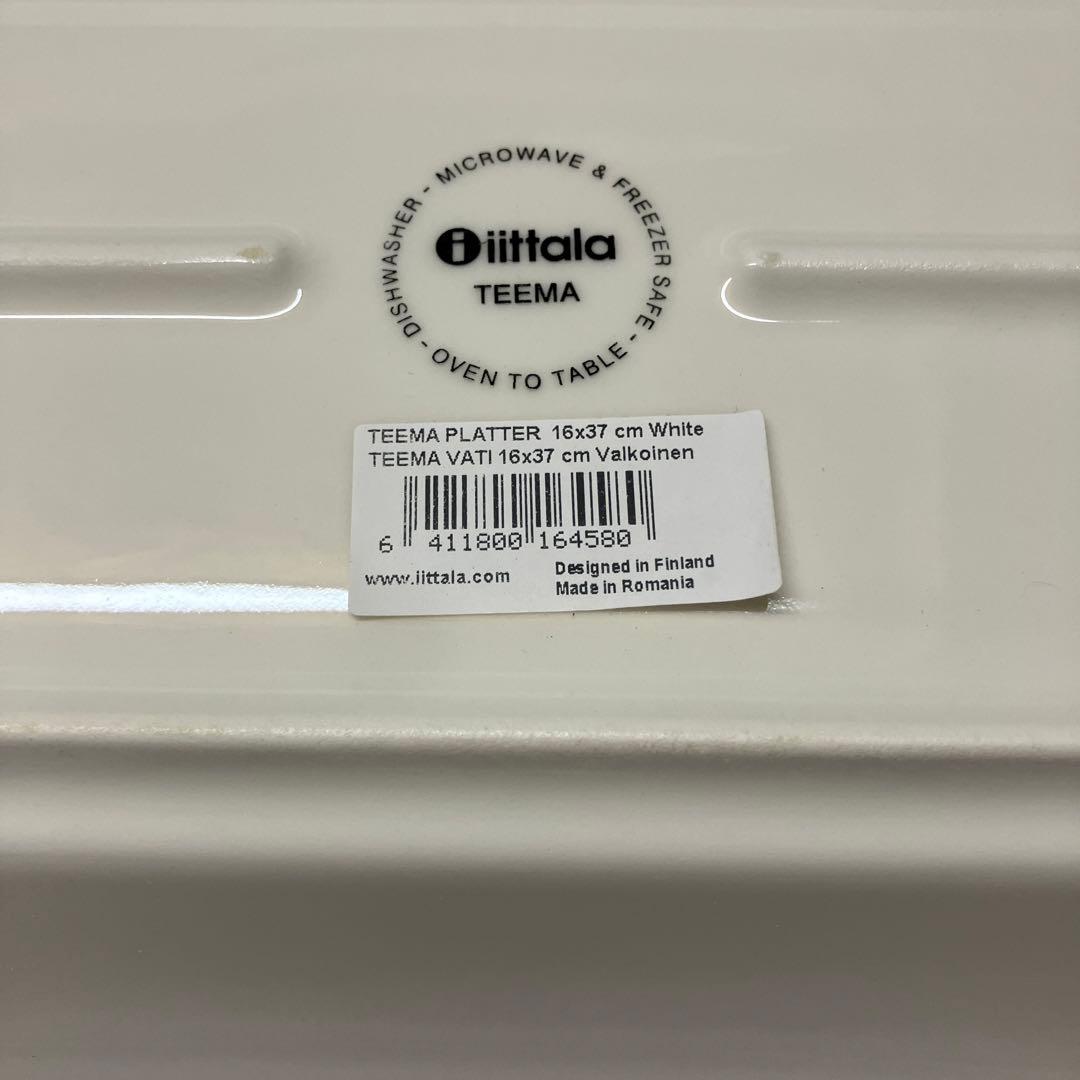 DISHWASHER - MICROWAVE & FREEZER SAFE - OVEN TO TABLE -
i iittala
TEEMA
TEEMA PLATTER 16x37 cm White
TEEMA VATI 16x37 cm Valkoinen
6 411800 164580
www.iittala.com
Designed in Finland
Made in Romania